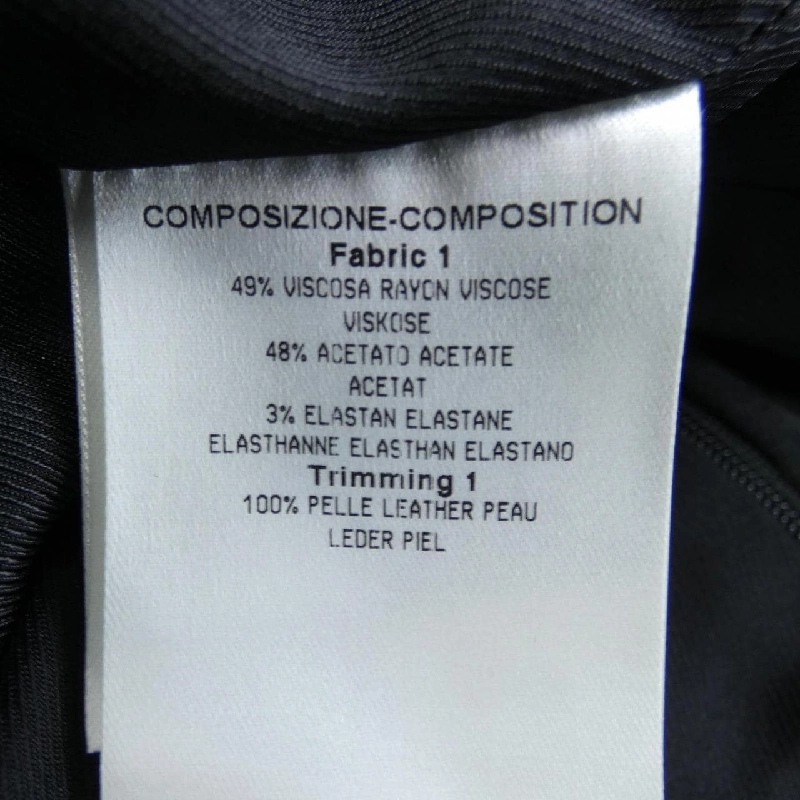 COMPOSIZIONE-COMPOSITION
Fabric 1
49% VISCOSA RAYON VISCOSE
VISKOSE
48% ACETATO ACETATE
ACETAT
3% ELASTAN ELASTANE
ELASTHANNE ELASTHAN ELASTANO
Trimming 1
100% PELLE LEATHER PEAU
LEDER PIEL